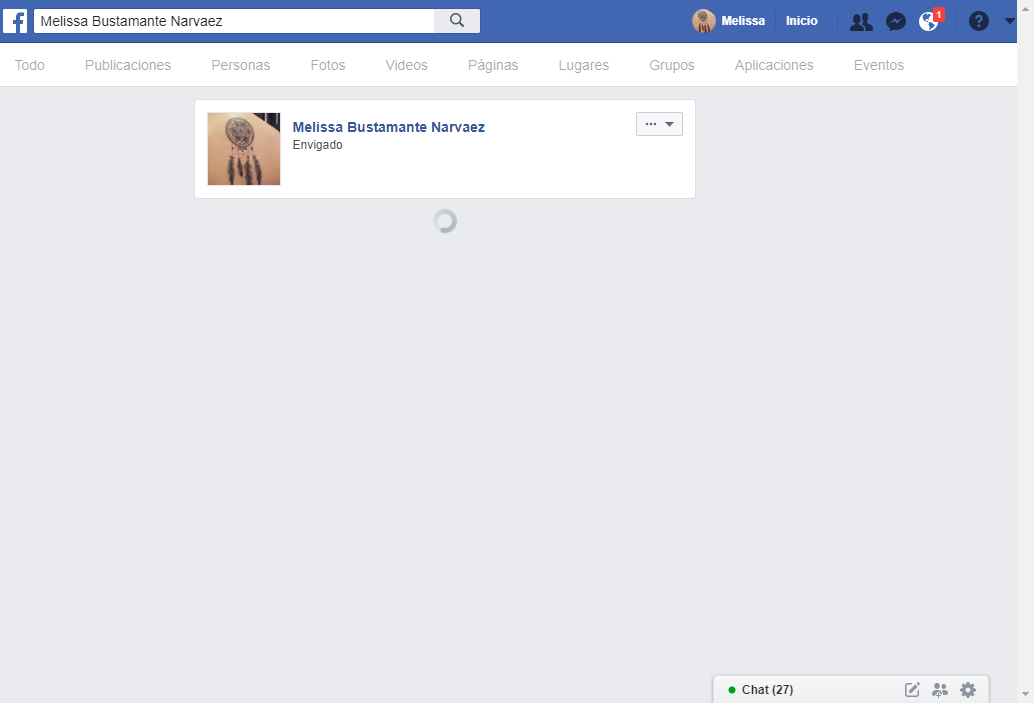 f Melissa Bustamante Narvaez Melissa Inicio 1 ?
Todo Publicaciones Personas Fotos Videos Páginas Lugares Grupos Aplicaciones Eventos
Melissa Bustamante Narvaez
Envigado
Chat (27)